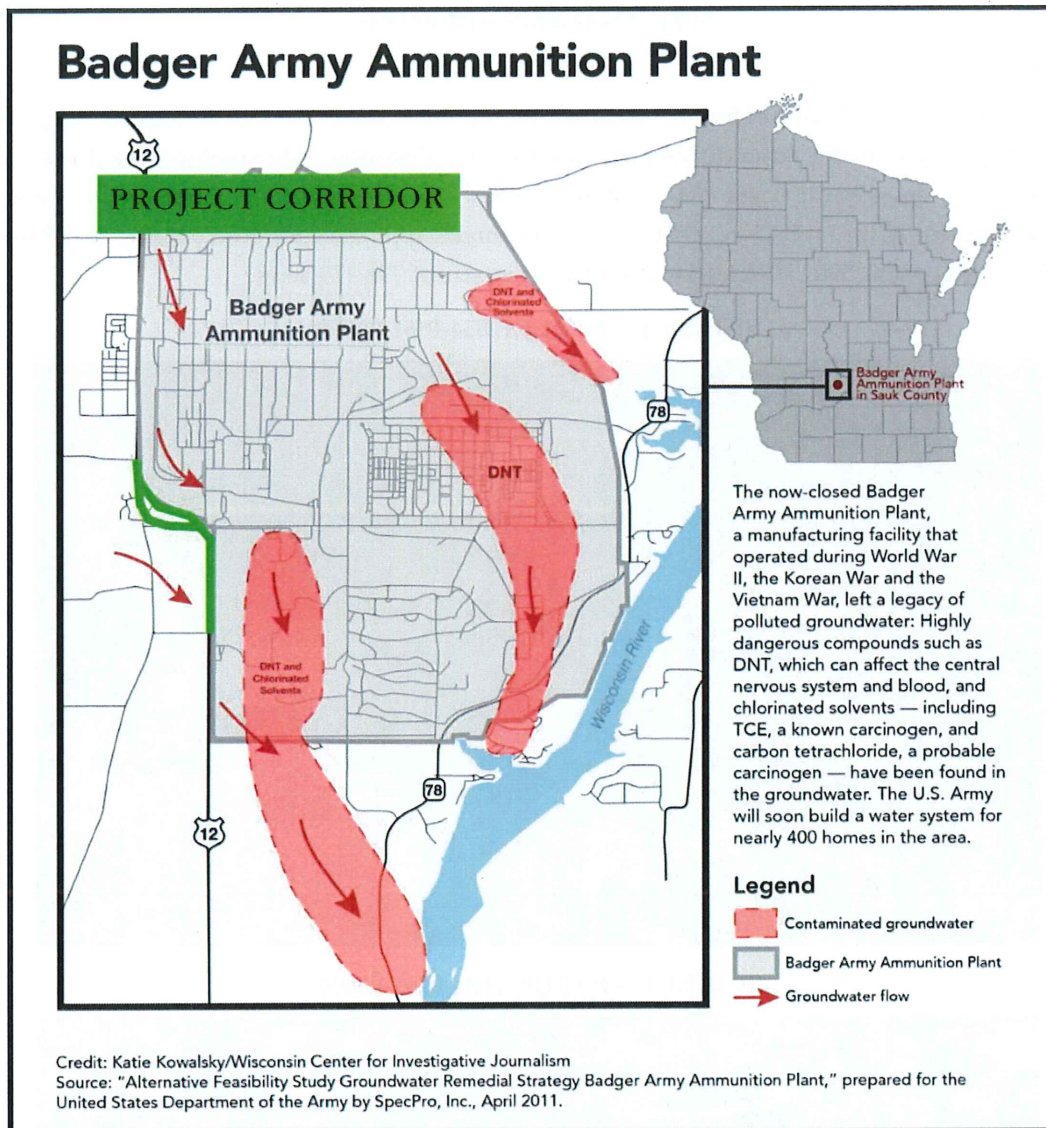 Badger Army Ammunition Plant
12
PROJECT CORRIDOR
Badger Army
Ammunition Plant
DNT and
Chlorinated
Solvents
78
DNT
DNT and
Chlorinated
Solvents
Wisconsin River
78
12
Badger Army
Ammunition Plant
in Sauk County
The now-closed Badger
Army Ammunition Plant,
a manufacturing facility that
operated during World War
II, the Korean War and the
Vietnam War, left a legacy of
polluted groundwater: Highly
dangerous compounds such as
DNT, which can affect the central
nervous system and blood, and
chlorinated solvents — including
TCE, a known carcinogen, and
carbon tetrachloride, a probable
carcinogen — have been found in
the groundwater. The U.S. Army
will soon build a water system for
nearly 400 homes in the area.
Legend
Contaminated groundwater
Badger Army Ammunition Plant
Groundwater flow
Credit: Katie Kowalsky/Wisconsin Center for Investigative Journalism
Source: "Alternative Feasibility Study Groundwater Remedial Strategy Badger Army Ammunition Plant," prepared for the
United States Department of the Army by SpecPro, Inc., April 2011.